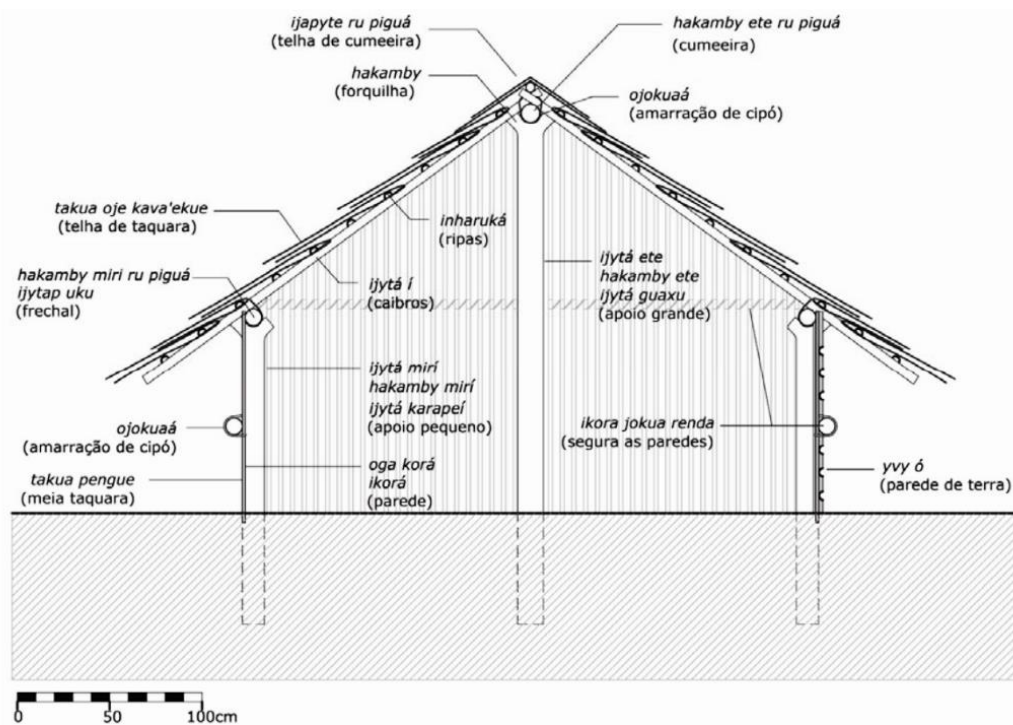 ijapyte ru piguá
(telha de cumeeira)
hakamby ete ru piguá
(cumeeira)
hakamby
(forquilha)
ojokuaá
(amarração de cipó)
takua oje kava'ekue
(telha de taquara)
inharuká
(ripas)
hakamby miri ru piguá
ijytap uku
(frechal)
ijytá í
(caibros)
ijytá ete
hakamby ete
ijytá guaxu
(apoio grande)
ijytá mirí
hakamby mirí
ijytá karapeí
(apoio pequeno)
ojokuaá
(amarração de cipó)
ikora jokua renda
(segura as paredes)
takua pengue
(meia taquara)
oga korá
ikorá
(parede)
yvy ó
(parede de terra)
0 50 100cm